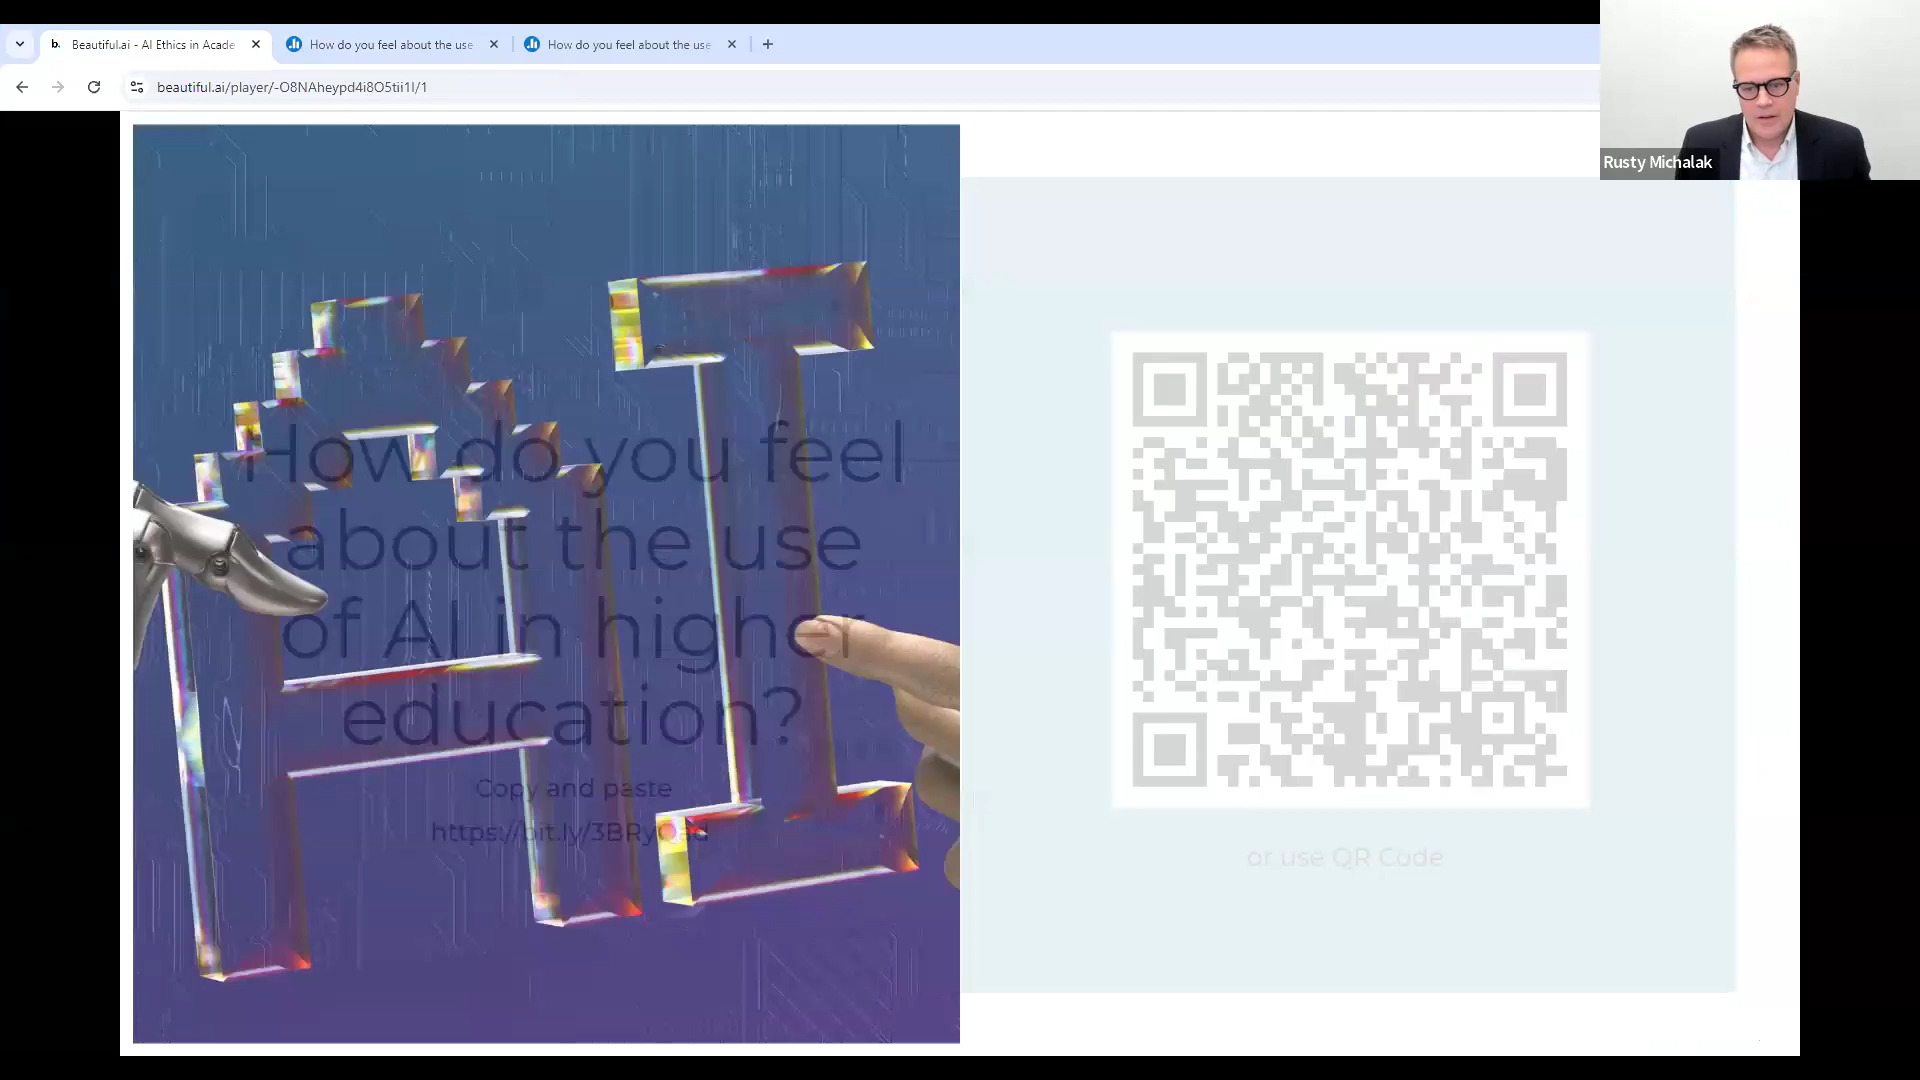 b. Beautiful.ai - AI Ethics in Acade
How do you feel about the use
How do you feel about the use
beautiful.ai/player/-O8NAheypd4i8O5tii1I/1
Rusty Michalak
How do you feel
about the use
of AI in higher
education?
Copy and paste
or use QR Code
AI